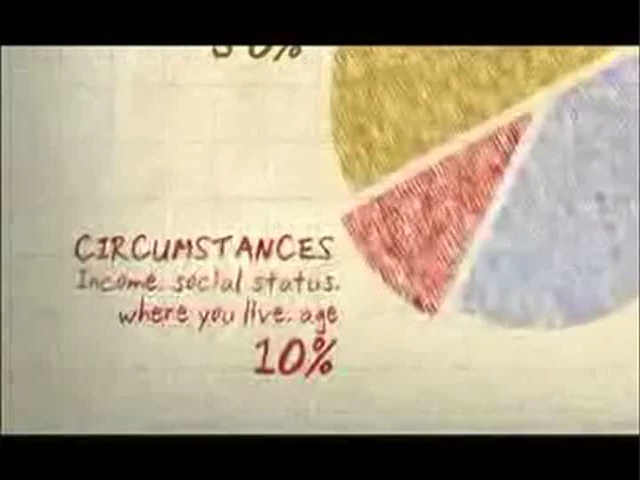 CIRCUMSTANCES
Income, social status,
where you live, age
10%